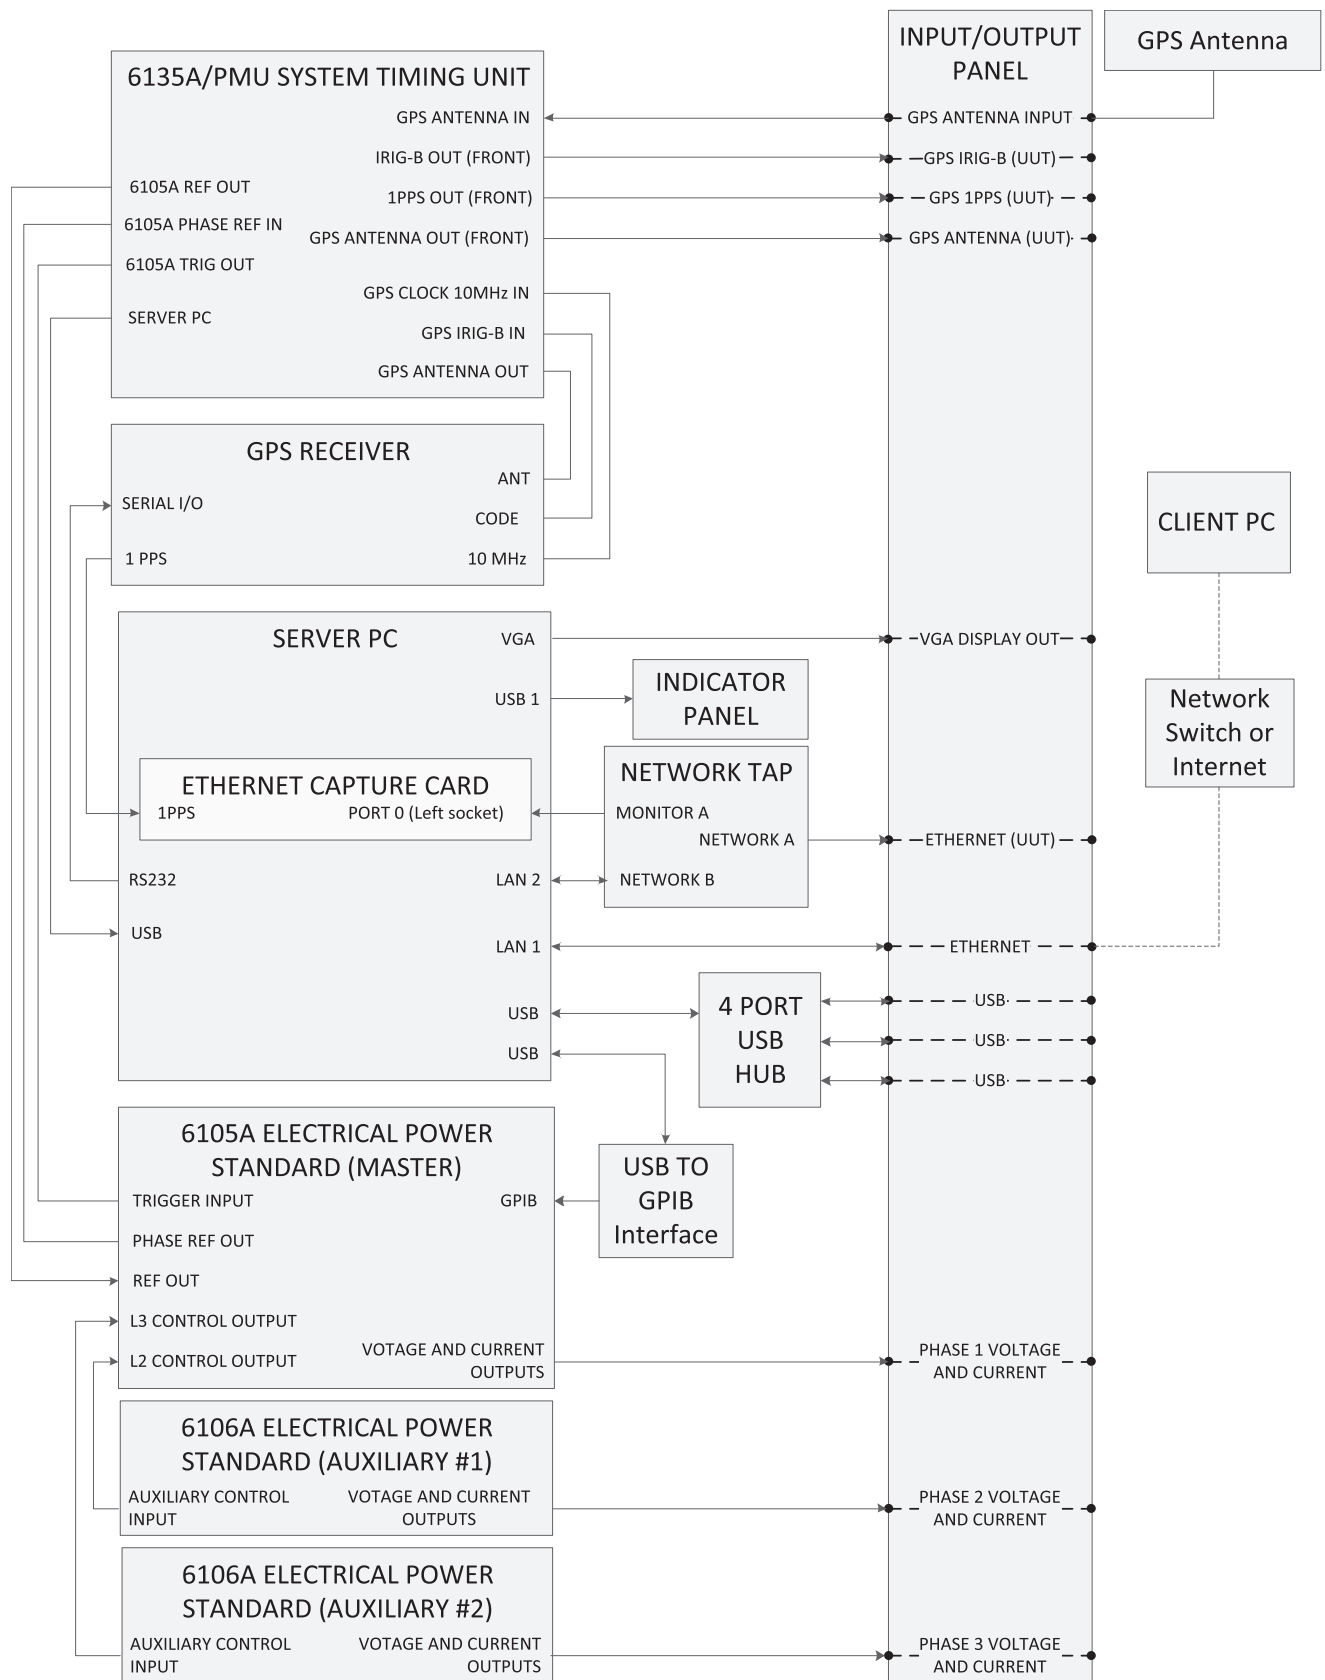 INPUT/OUTPUT
PANEL
GPS Antenna
6135A/PMU SYSTEM TIMING UNIT
GPS ANTENNA IN
GPS ANTENNA INPUT
IRIG-B OUT (FRONT)
GPS IRIG-B (UUT)
6105A REF OUT
1PPS OUT (FRONT)
GPS 1PPS (UUT)
6105A PHASE REF IN
GPS ANTENNA OUT (FRONT)
GPS ANTENNA (UUT)
6105A TRIG OUT
GPS CLOCK 10MHz IN
SERVER PC
GPS IRIG-B IN
GPS ANTENNA OUT
GPS RECEIVER
ANT
SERIAL I/O
CODE
1 PPS
10 MHz
CLIENT PC
SERVER PC
VGA
VGA DISPLAY OUT
USB 1
INDICATOR
PANEL
Network
Switch or
Internet
ETHERNET CAPTURE CARD
1PPS
PORT 0 (Left socket)
NETWORK TAP
MONITOR A
NETWORK A
ETHERNET (UUT)
RS232
LAN 2
NETWORK B
USB
LAN 1
ETHERNET
USB
4 PORT
USB
HUB
USB
USB
USB
USB
6105A ELECTRICAL POWER
STANDARD (MASTER)
TRIGGER INPUT
GPIB
USB TO
GPIB
Interface
PHASE REF OUT
REF OUT
L3 CONTROL OUTPUT
L2 CONTROL OUTPUT
VOTAGE AND CURRENT
OUTPUTS
PHASE 1 VOLTAGE
AND CURRENT
6106A ELECTRICAL POWER
STANDARD (AUXILIARY #1)
AUXILIARY CONTROL
INPUT
VOTAGE AND CURRENT
OUTPUTS
PHASE 2 VOLTAGE
AND CURRENT
6106A ELECTRICAL POWER
STANDARD (AUXILIARY #2)
AUXILIARY CONTROL
INPUT
VOTAGE AND CURRENT
OUTPUTS
PHASE 3 VOLTAGE
AND CURRENT